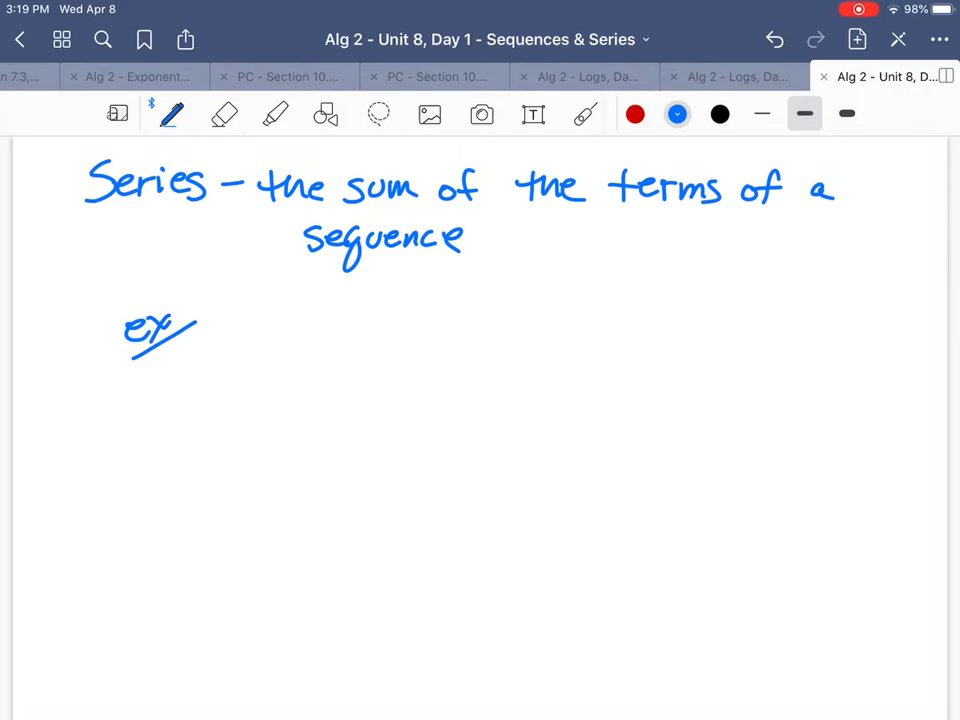 3:19 PM Wed Apr 8
98%
Alg 2 - Unit 8, Day 1 - Sequences & Series
n 7.3,...
Alg 2 - Exponent...
PC - Section 10....
PC - Section 10....
Alg 2 - Logs, Da...
Alg 2 - Logs, Da...
Alg 2 - Unit 8, D...
Series - the sum of the terms of a
sequence
ex